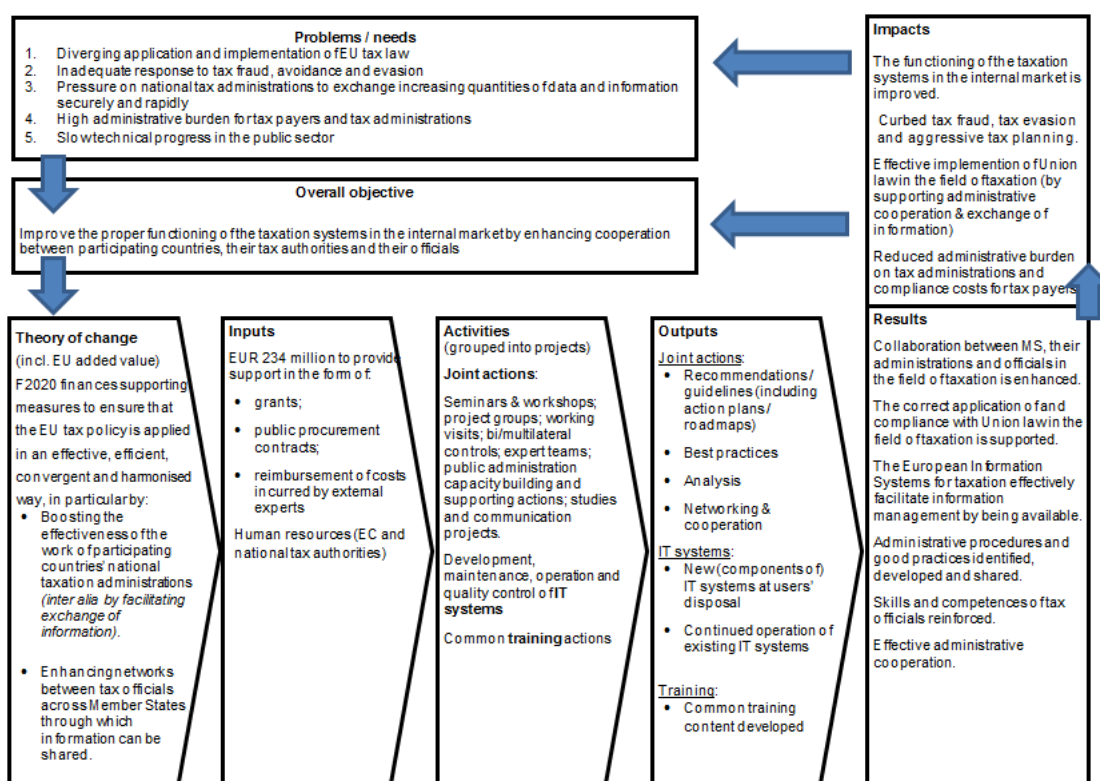 Problems / needs
1. Diverging application and implementation of EU tax law
2. Inadequate response to tax fraud, avoidance and evasion
3. Pressure on national tax administrations to exchange increasing quantities of data and information
securely and rapidly
4. High administrative burden for tax payers and tax administrations
5. Slow technical progress in the public sector
Overall objective
Improve the proper functioning of the taxation systems in the internal market by enhancing cooperation
between participating countries, their tax authorities and their officials
Theory of change
(incl. EU added value)
F2020 finances supporting
measures to ensure that
the EU tax policy is applied
in an effective, efficient,
convergent and harmonised
way, in particular by:
• Boosting the
effectiveness of the
work of participating
countries' national
taxation administrations
(inter alia by facilitating
exchange of
information).
• Enhancing networks
between tax officials
across Member States
through which
information can be
shared.
Inputs
EUR 234 million to provide
support in the form of:
• grants;
• public procurement
contracts;
• reimbursement of costs
incurred by external
experts
Human resources (EC and
national tax authorities)
Activities
(grouped into projects)
Joint actions:
Seminars & workshops;
project groups; working
visits; bi/multilateral
controls; expert teams;
public administration
capacity building and
supporting actions; studies
and communication
projects.
Development,
maintenance, operation and
quality control of IT
systems
Common training actions
Outputs
Joint actions:
• Recommendations/
guidelines (including
action plans/
roadmaps)
• Best practices
• Analysis
• Networking &
cooperation
IT systems:
• New (components of)
IT systems at users'
disposal
• Continued operation of
existing IT systems
Training:
• Common training
content developed
Impacts
The functioning of the taxation
systems in the internal market is
improved.
Curbed tax fraud, tax evasion
and aggressive tax planning.
Effective implemention of Union
law in the field of taxation (by
supporting administrative
cooperation & exchange of
information)
Reduced administrative burden
on tax administrations and
compliance costs for tax payers
Results
Collaboration between MS, their
administrations and officials in
the field of taxation is enhanced.
The correct application of and
compliance with Union law in the
field of taxation is supported.
The European Information
Systems for taxation effectively
facilitate information
management by being available.
Administrative procedures and
good practices identified,
developed and shared.
Skills and competences of tax
officials reinforced.
Effective administrative
cooperation.